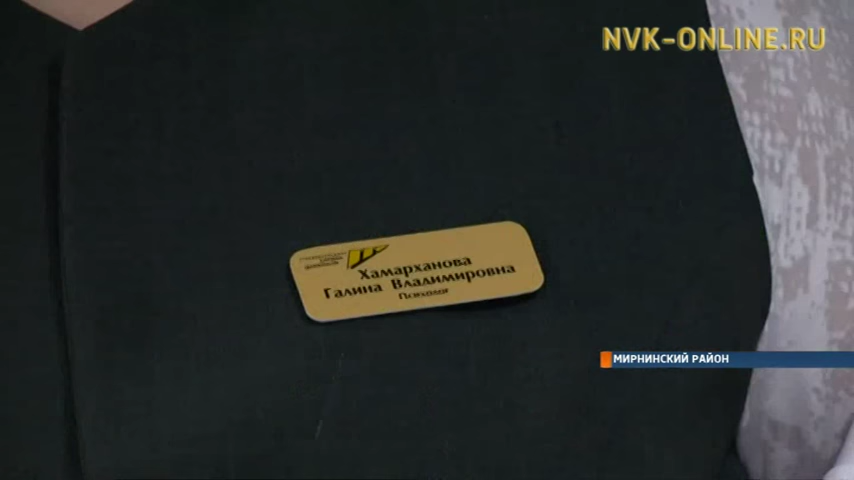 NVK-ONLINE.RU
Хамарханова
Галина Владимировна
Психолог
МИРНИНСКИЙ РАЙОН